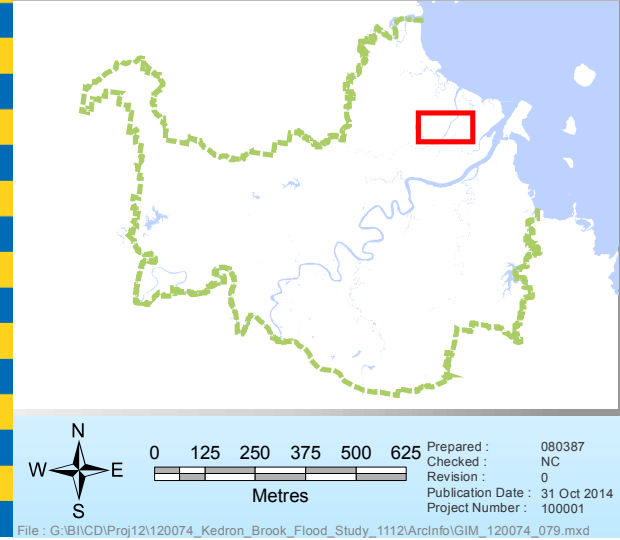 N
W E
S
0 125 250 375 500 625
Metres
Prepared : 080387
Checked : NC
Revision : 0
Publication Date : 31 Oct 2014
Project Number : 100001
File : G:\BI\CD\Proj12\120074_Kedron_Brook_Flood_Study_1112\ArcInfo\GIM_120074_079.mxd